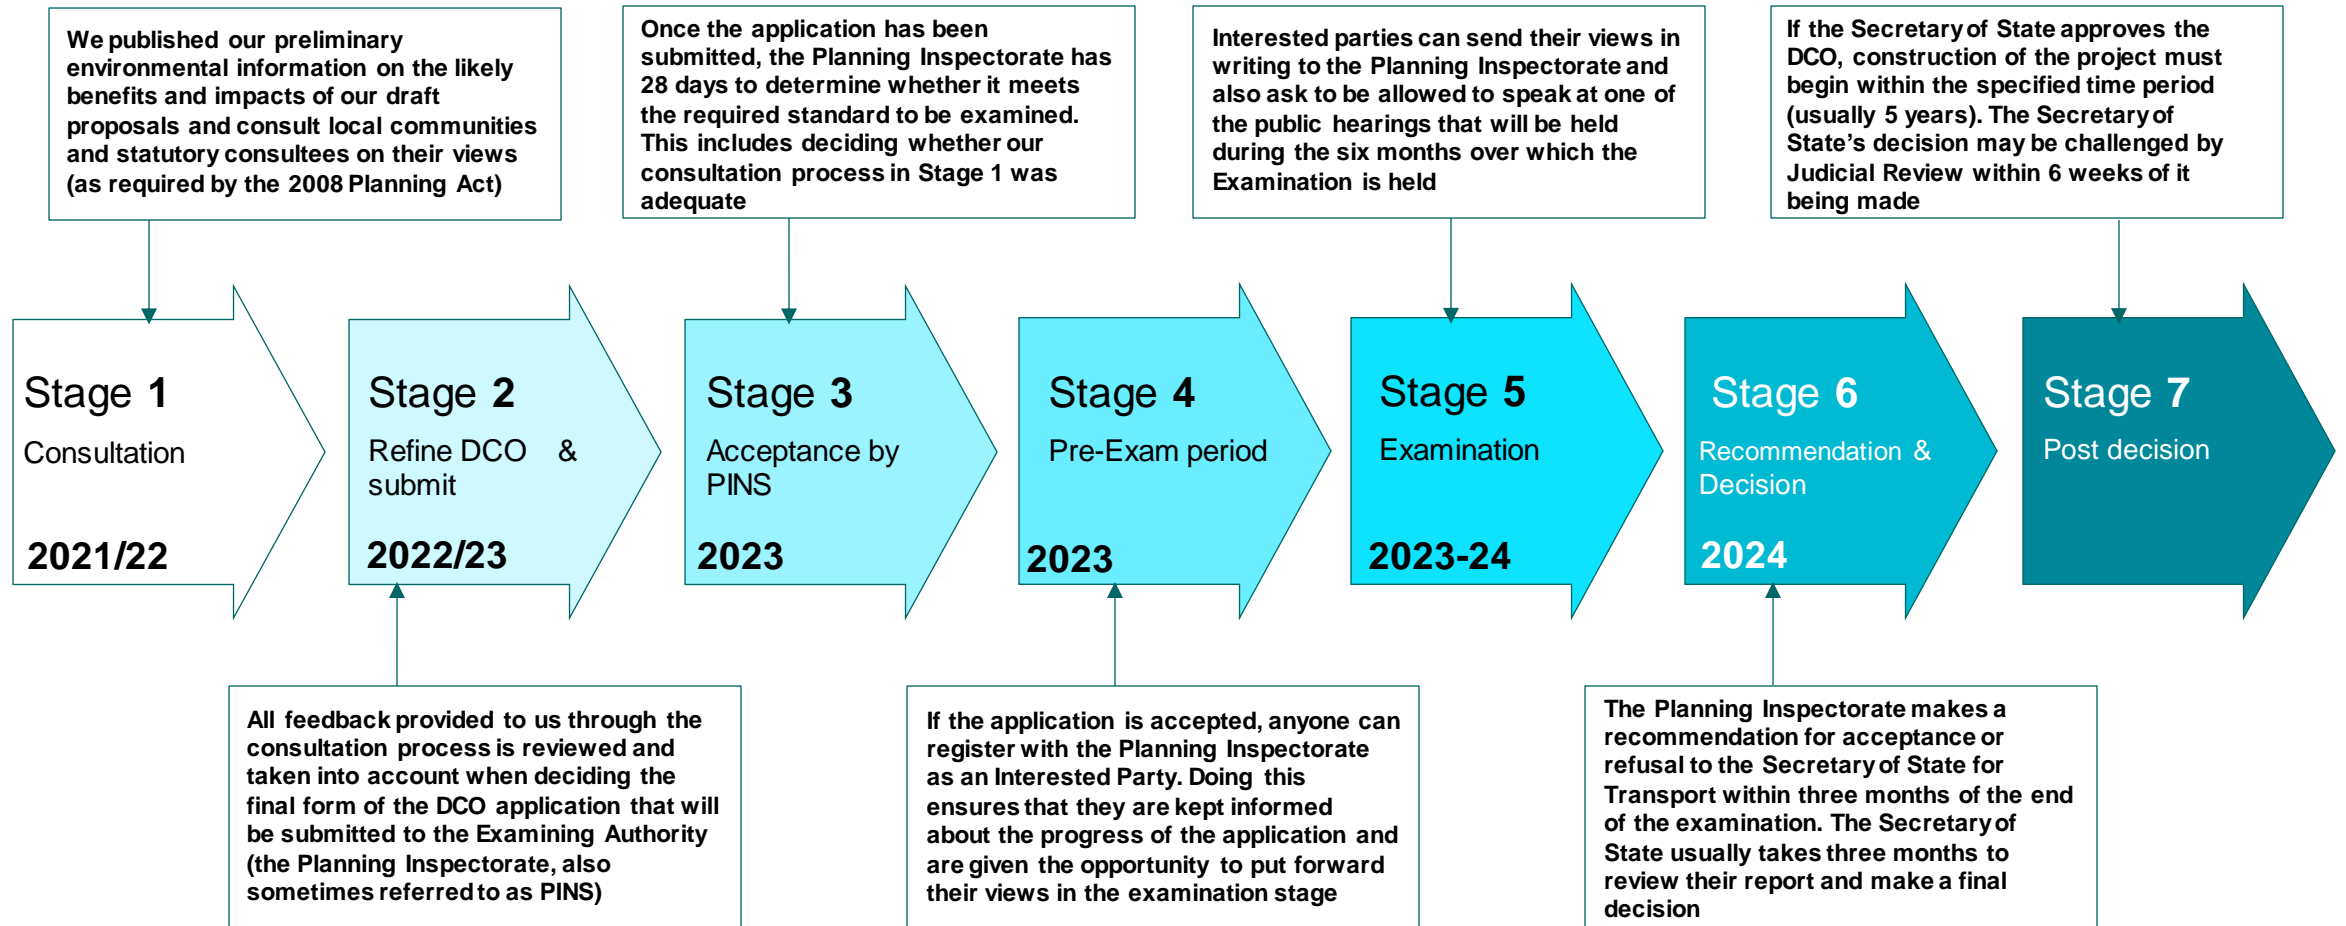 We published our preliminary
environmental information on the likely
benefits and impacts of our draft
proposals and consult local communities
and statutory consultees on their views
(as required by the 2008 Planning Act)
Once the application has been
submitted, the Planning Inspectorate has
28 days to determine whether it meets
the required standard to be examined.
This includes deciding whether our
consultation process in Stage 1 was
adequate
Interested parties can send their views in
writing to the Planning Inspectorate and
also ask to be allowed to speak at one of
the public hearings that will be held
during the six months over which the
Examination is held
If the Secretary of State approves the
DCO, construction of the project must
begin within the specified time period
(usually 5 years). The Secretary of
State's decision may be challenged by
Judicial Review within 6 weeks of it
being made
Stage 1
Consultation
2021/22
Stage 2
Refine DCO &
submit
2022/23
Stage 3
Acceptance by
PINS
2023
Stage 4
Pre-Exam period
2023
Stage 5
Examination
2023-24
Stage 6
Recommendation &
Decision
2024
Stage 7
Post decision
All feedback provided to us through the
consultation process is reviewed and
taken into account when deciding the
final form of the DCO application that will
be submitted to the Examining Authority
(the Planning Inspectorate, also
sometimes referred to as PINS)
If the application is accepted, anyone can
register with the Planning Inspectorate
as an Interested Party. Doing this
ensures that they are kept informed
about the progress of the application and
are given the opportunity to put forward
their views in the examination stage
The Planning Inspectorate makes a
recommendation for acceptance or
refusal to the Secretary of State for
Transport within three months of the end
of the examination. The Secretary of
State usually takes three months to
review their report and make a final
decision